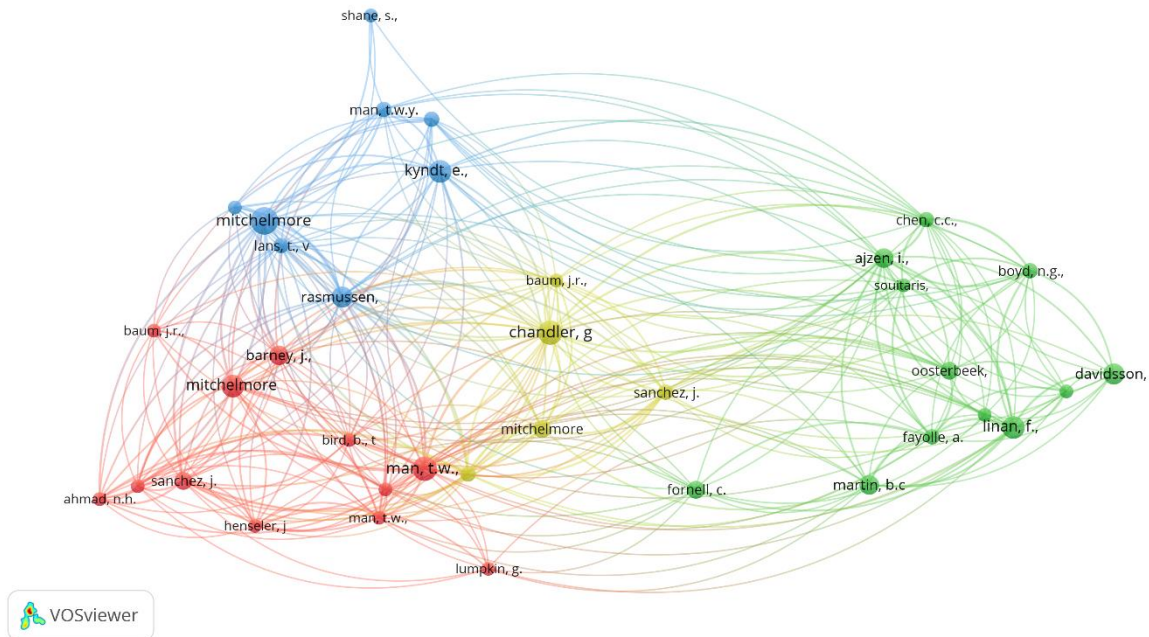 shane, s.,
man, t.w.y.
kyndt, e.,
mitchelmore
lans, t., v
rasmussen,
chen, c.c.,
ajzen, i.,
boyd, n.g.,
souitaris,
baum, j.r.,
chandler, g
baum, j.r.,
barney, j.,
mitchelmore
oosterbeek,
davidsson,
sanchez, j.
mitchelmore
linan, f.,
fayolle, a.
bird, b., t
man, t.w.,
sanchez, j.
ahmad, n.h.
fornell, c.
martin, b.c
henseler, j
man, t.w.,
lumpkin, g.
VOSviewer